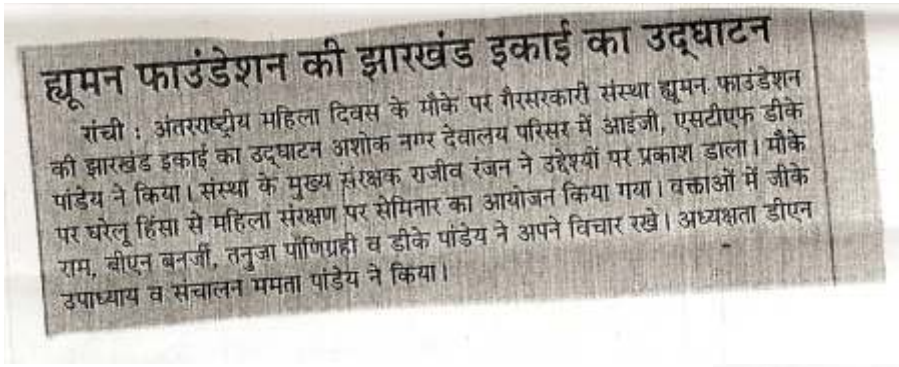 ह्यूमन फाउंडेशन की झारखंड इकाई का उद्घाटन
रांची : अंतरराष्ट्रीय महिला दिवस के मौके पर गैरसरकारी संस्था ह्यूमन फाउंडेशन
की झारखंड इकाई का उद्घाटन अशोक नगर देवालय परिसर में आइजी, एसटीएफ डीके
पांडेय ने किया। संस्था के मुख्य संरक्षक राजीव रंजन ने उद्देश्यों पर प्रकाश डाला। मौके
पर घरेलू हिंसा से महिला संरक्षण पर सेमिनार का आयोजन किया गया। वक्ताओं में जीके
राम, बीएन बनर्जी, तनुजा पाणिग्रही व डीके पांडेय ने अपने विचार रखे। अध्यक्षता डीएन
उपाध्याय व संचालन ममता पांडेय ने किया।